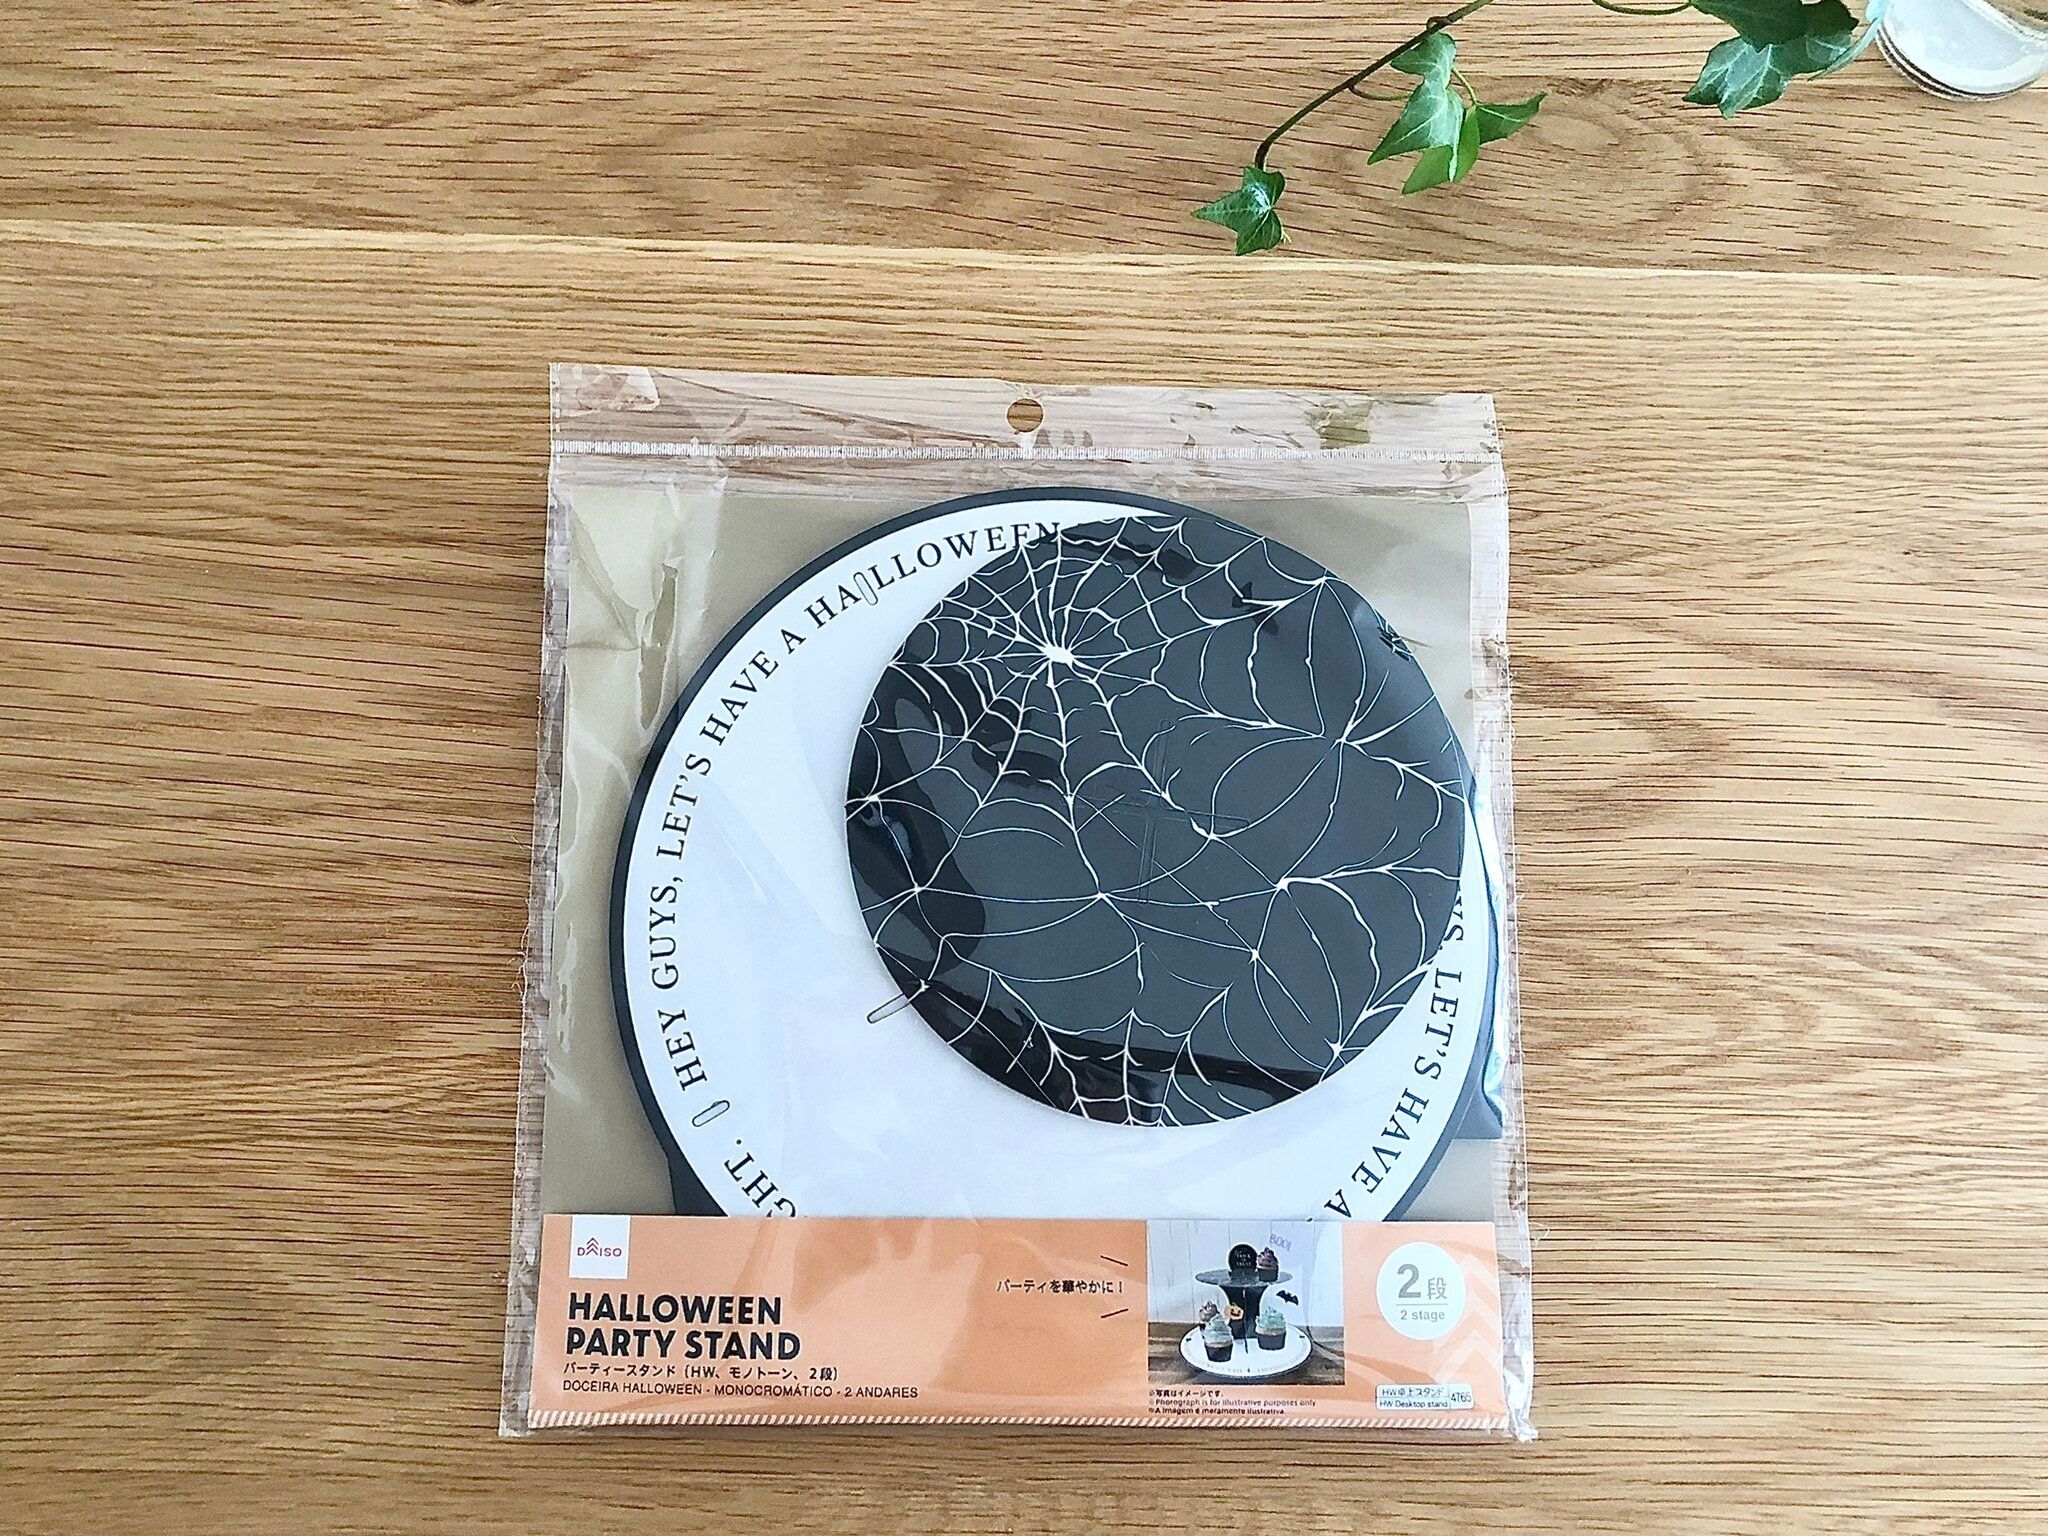 HEY GUYS, LET'S HAVE A HALLOWEEN
LET'S HAVE A
DAISO
HALLOWEEN
PARTY STAND
パーティースタンド（HW、モノトーン、2段）
DOCEIRA HALLOWEEN - MONOCROMÁTICO - 2 ANDARES
パーティを華やかに！
BOO!
2段
2 stage
※写真はイメージです。
※Photograph is for illustrative purposes only
※A imagem é meramente ilustrativa.
HW卓上スタンド
HW Desktop stand
4765